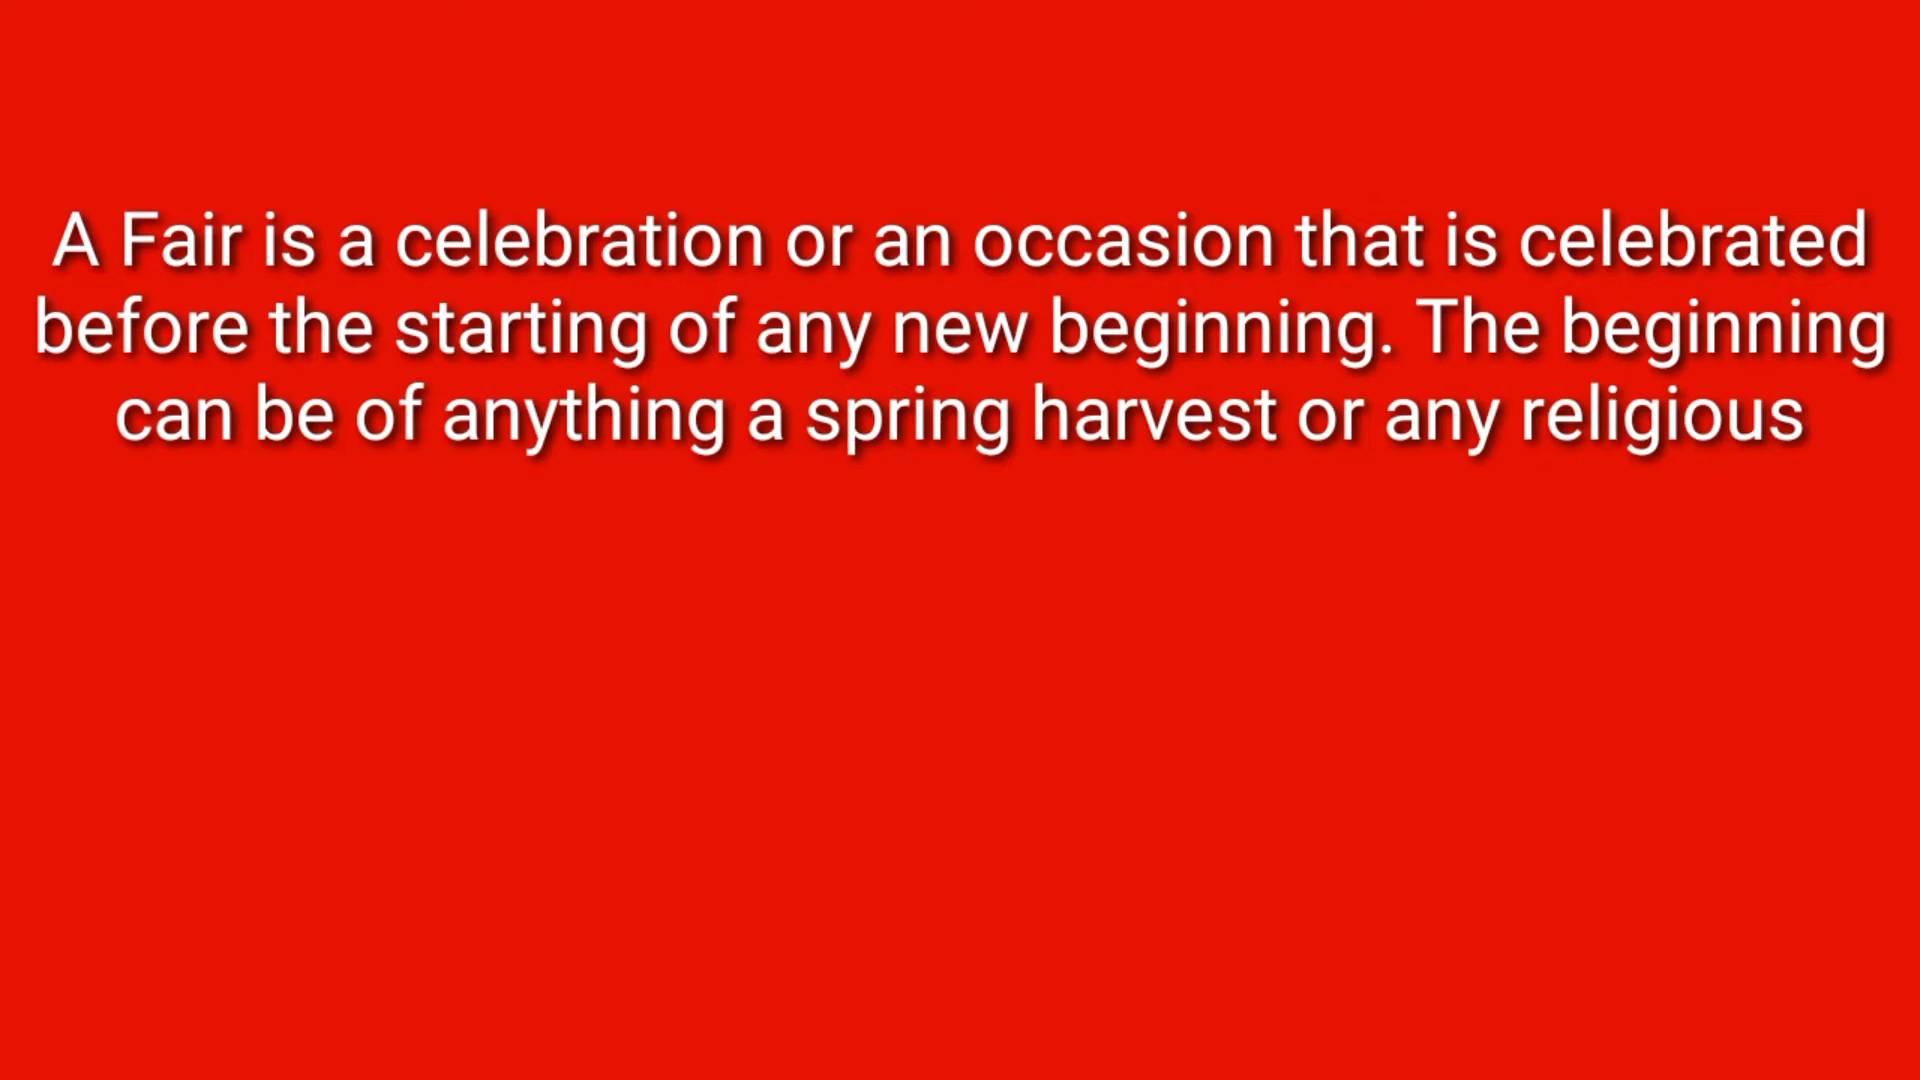 A Fair is a celebration or an occasion that is celebrated
before the starting of any new beginning. The beginning
can be of anything a spring harvest or any religious